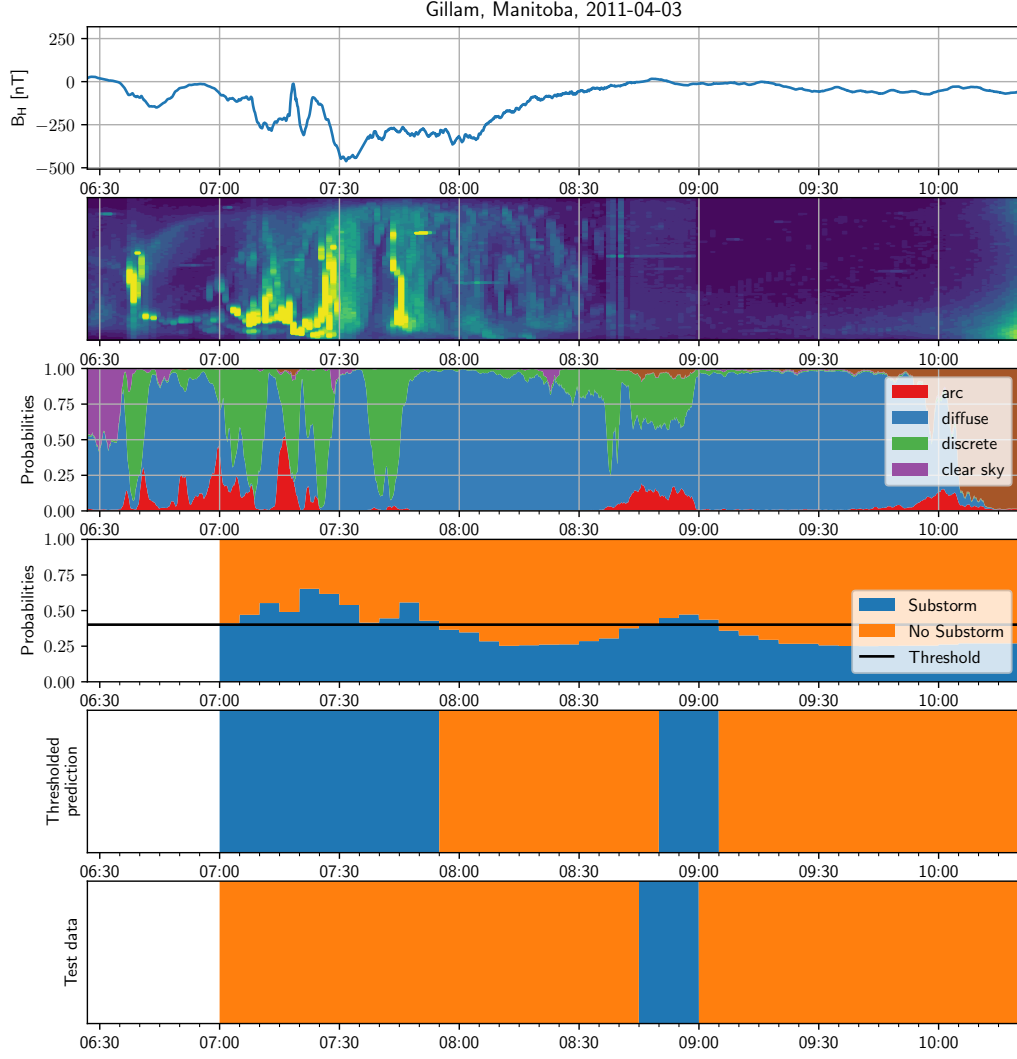 Gillam, Manitoba, 2011-04-03
B_H [nT]
250
0
−250
−500
06:30 07:00 07:30 08:00 08:30 09:00 09:30 10:00
06:30 07:00 07:30 08:00 08:30 09:00 09:30 10:00
Probabilities
1.00
0.75
0.50
0.25
0.00
arc
diffuse
discrete
clear sky
06:30 07:00 07:30 08:00 08:30 09:00 09:30 10:00
Probabilities
1.00
0.75
0.50
0.25
0.00
Substorm
No Substorm
Threshold
06:30 07:00 07:30 08:00 08:30 09:00 09:30 10:00
Thresholded
prediction
06:30 07:00 07:30 08:00 08:30 09:00 09:30 10:00
Test data
06:30 07:00 07:30 08:00 08:30 09:00 09:30 10:00